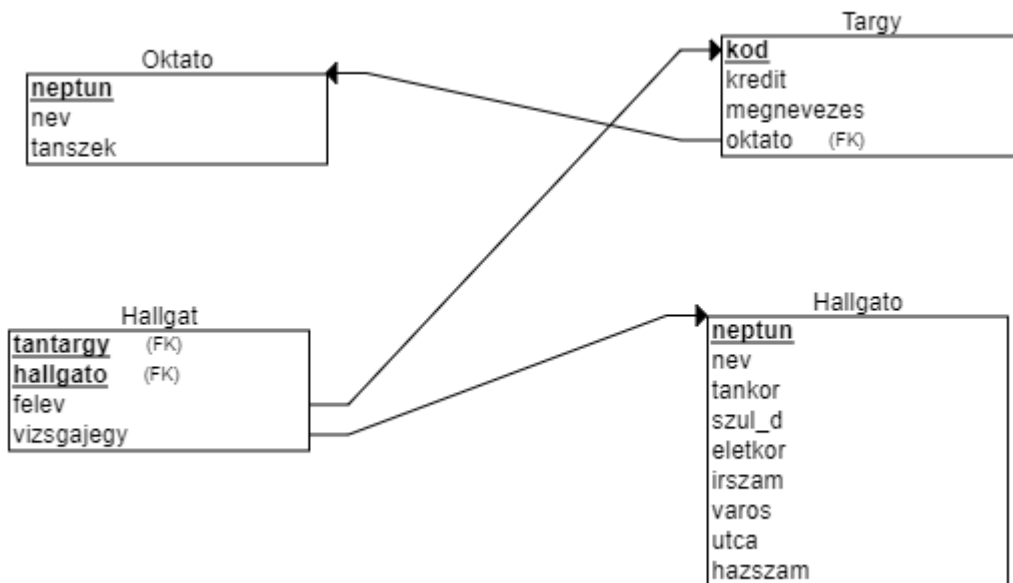 Oktato
neptun
nev
tanszek
Targy
kod
kredit
megnevezes
oktato (FK)
Hallgat
tantargy (FK)
hallgato (FK)
felev
vizsgajegy
Hallgato
neptun
nev
tankor
szul_d
eletkor
irszam
varos
utca
hazszam